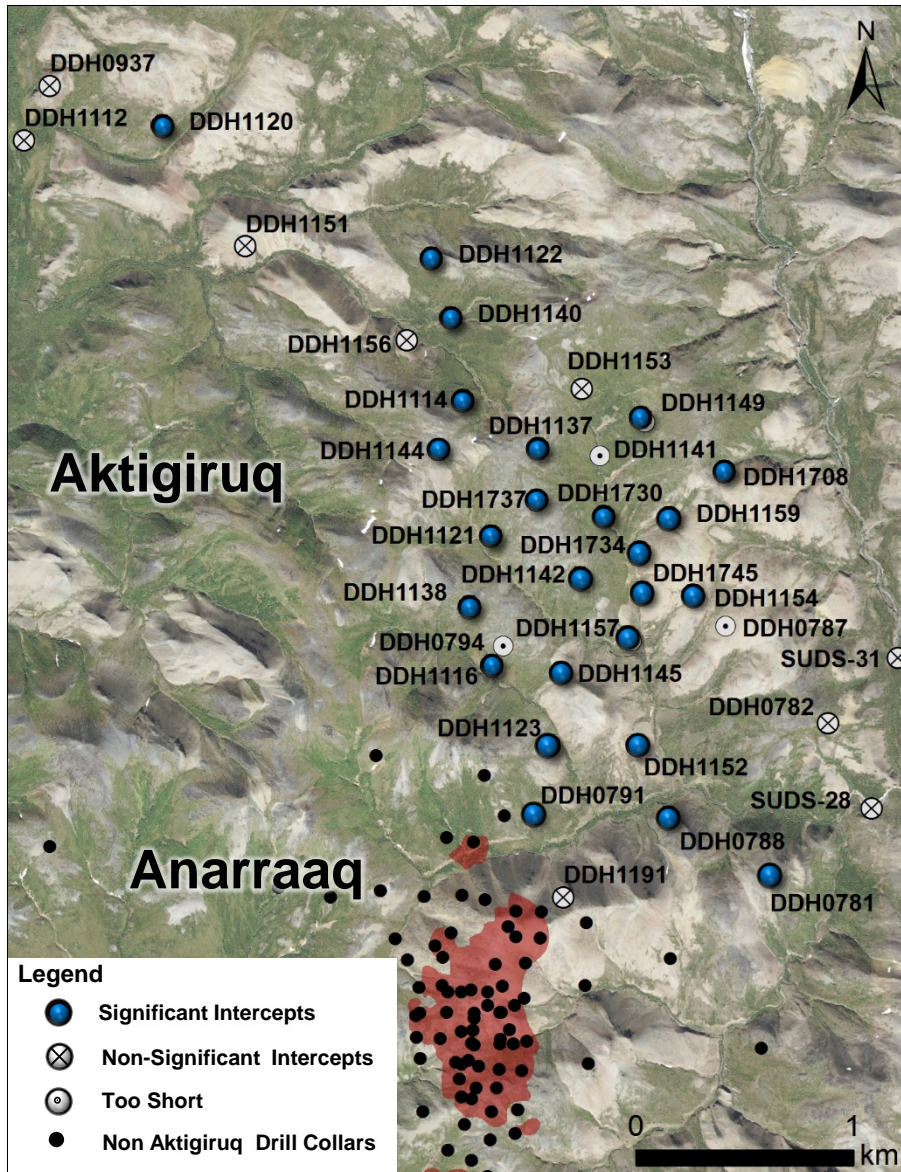 N
DDH0937
DDH1112
DDH1120
DDH1151
DDH1122
DDH1140
DDH1156
DDH1153
DDH1114
DDH1149
DDH1137
DDH1144
DDH1141
Aktigiruq
DDH1708
DDH1737
DDH1730
DDH1159
DDH1121
DDH1734
DDH1142
DDH1745
DDH1138
DDH1154
DDH1157
DDH0787
DDH0794
SUDS-31
DDH1116
DDH1145
DDH0782
DDH1123
DDH1152
DDH0791
SUDS-28
DDH0788
Anarraaq
DDH1191
DDH0781
Legend
Significant Intercepts
Non-Significant Intercepts
Too Short
Non Aktigiruq Drill Collars
0 1
km